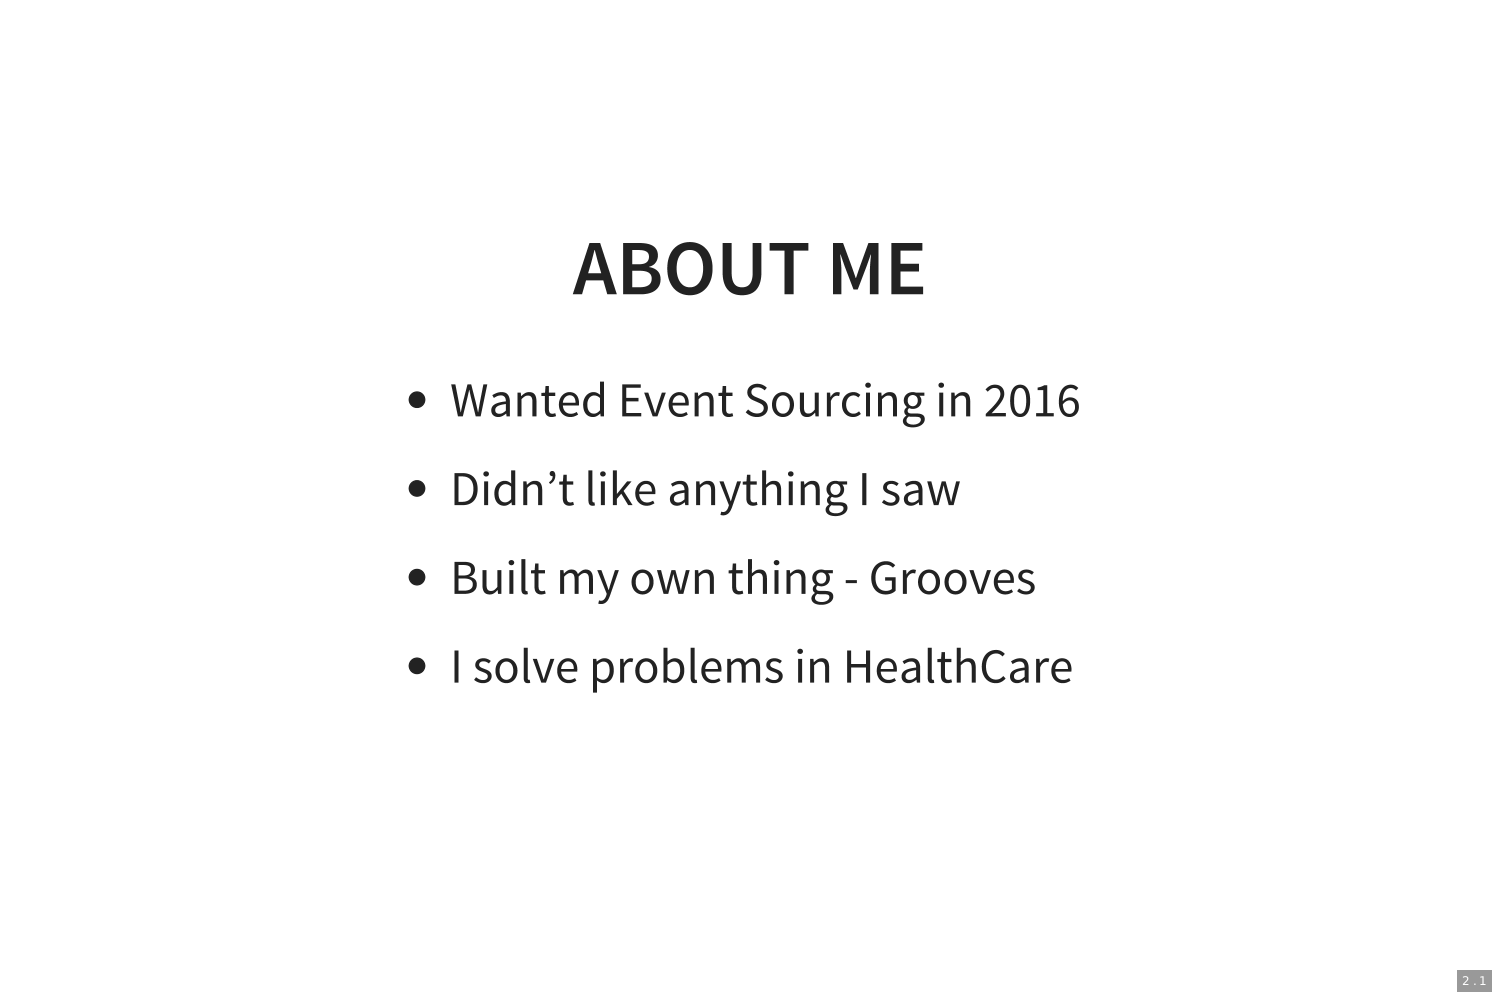 ABOUT ME
• Wanted Event Sourcing in 2016
• Didn’t like anything I saw
• Built my own thing - Grooves
• I solve problems in HealthCare
2.1